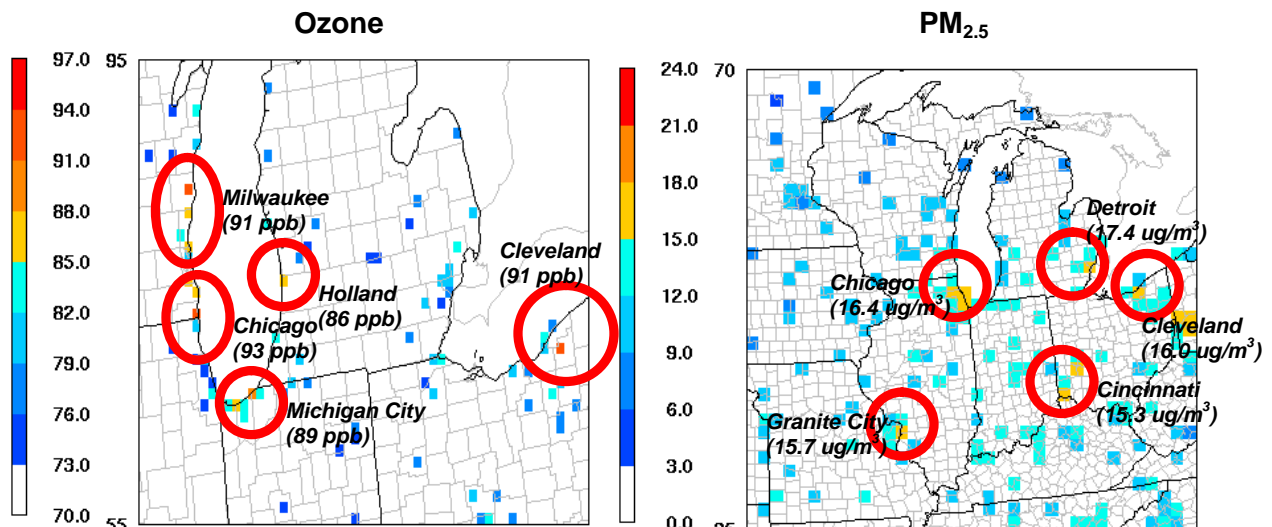 Ozone
97.0
94.0
91.0
88.0
85.0
82.0
79.0
76.0
73.0
70.0
95
55
Milwaukee
(91 ppb)
Holland
(86 ppb)
Cleveland
(91 ppb)
Chicago
(93 ppb)
Michigan City
(89 ppb)
PM2.5
24.0
21.0
18.0
15.0
12.0
9.0
6.0
3.0
0.0
70
Detroit
(17.4 ug/m³)
Chicago
(16.4 ug/m³)
Cleveland
(16.0 ug/m³)
Cincinnati
(15.3 ug/m³)
Granite City
(15.7 ug/m³)